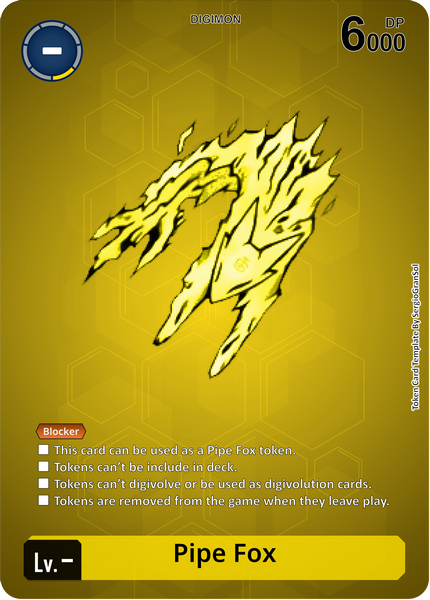 DIGIMON
-
DP
6000
Token Card Template By SergioGranSol
Blocker
This card can be used as a Pipe Fox token.
Tokens can't be include in deck.
Tokens can't digivolve or be used as digivolution cards.
Tokens are removed from the game when they leave play.
Lv.-
Pipe Fox